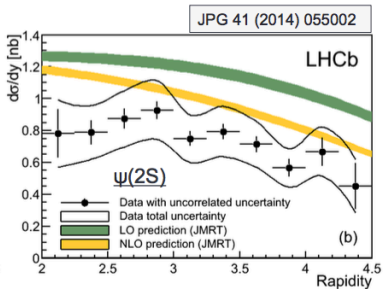 JPG 41 (2014) 055002
dσ/dy [nb]
1.4
1.2
1
0.8
0.6
0.4
0.2
0
LHCb
ψ(2S)
Data with uncorrelated uncertainty
Data total uncertainty
LO prediction (JMRT)
NLO prediction (JMRT)
(b)
2 2.5 3 3.5 4 4.5
Rapidity